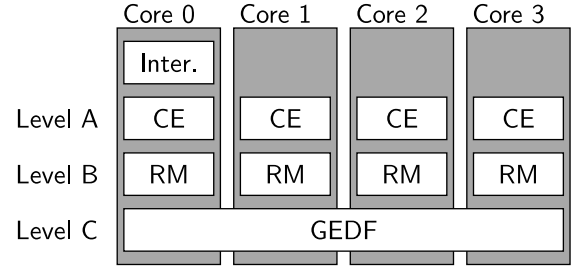 Core 0 Core 1 Core 2 Core 3
Inter.
Level A CE CE CE CE
Level B RM RM RM RM
Level C GEDF